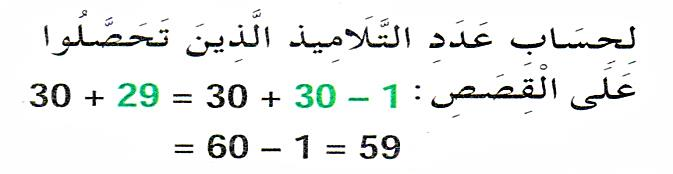 لِحِسَابِ عَدَدِ التَّلَامِيذ الَّذِينَ تَحَصَّلُوا
عَلَى الْقِصَصِ : 30 + 29 = 30 + 30 – 1
= 60 – 1 = 59